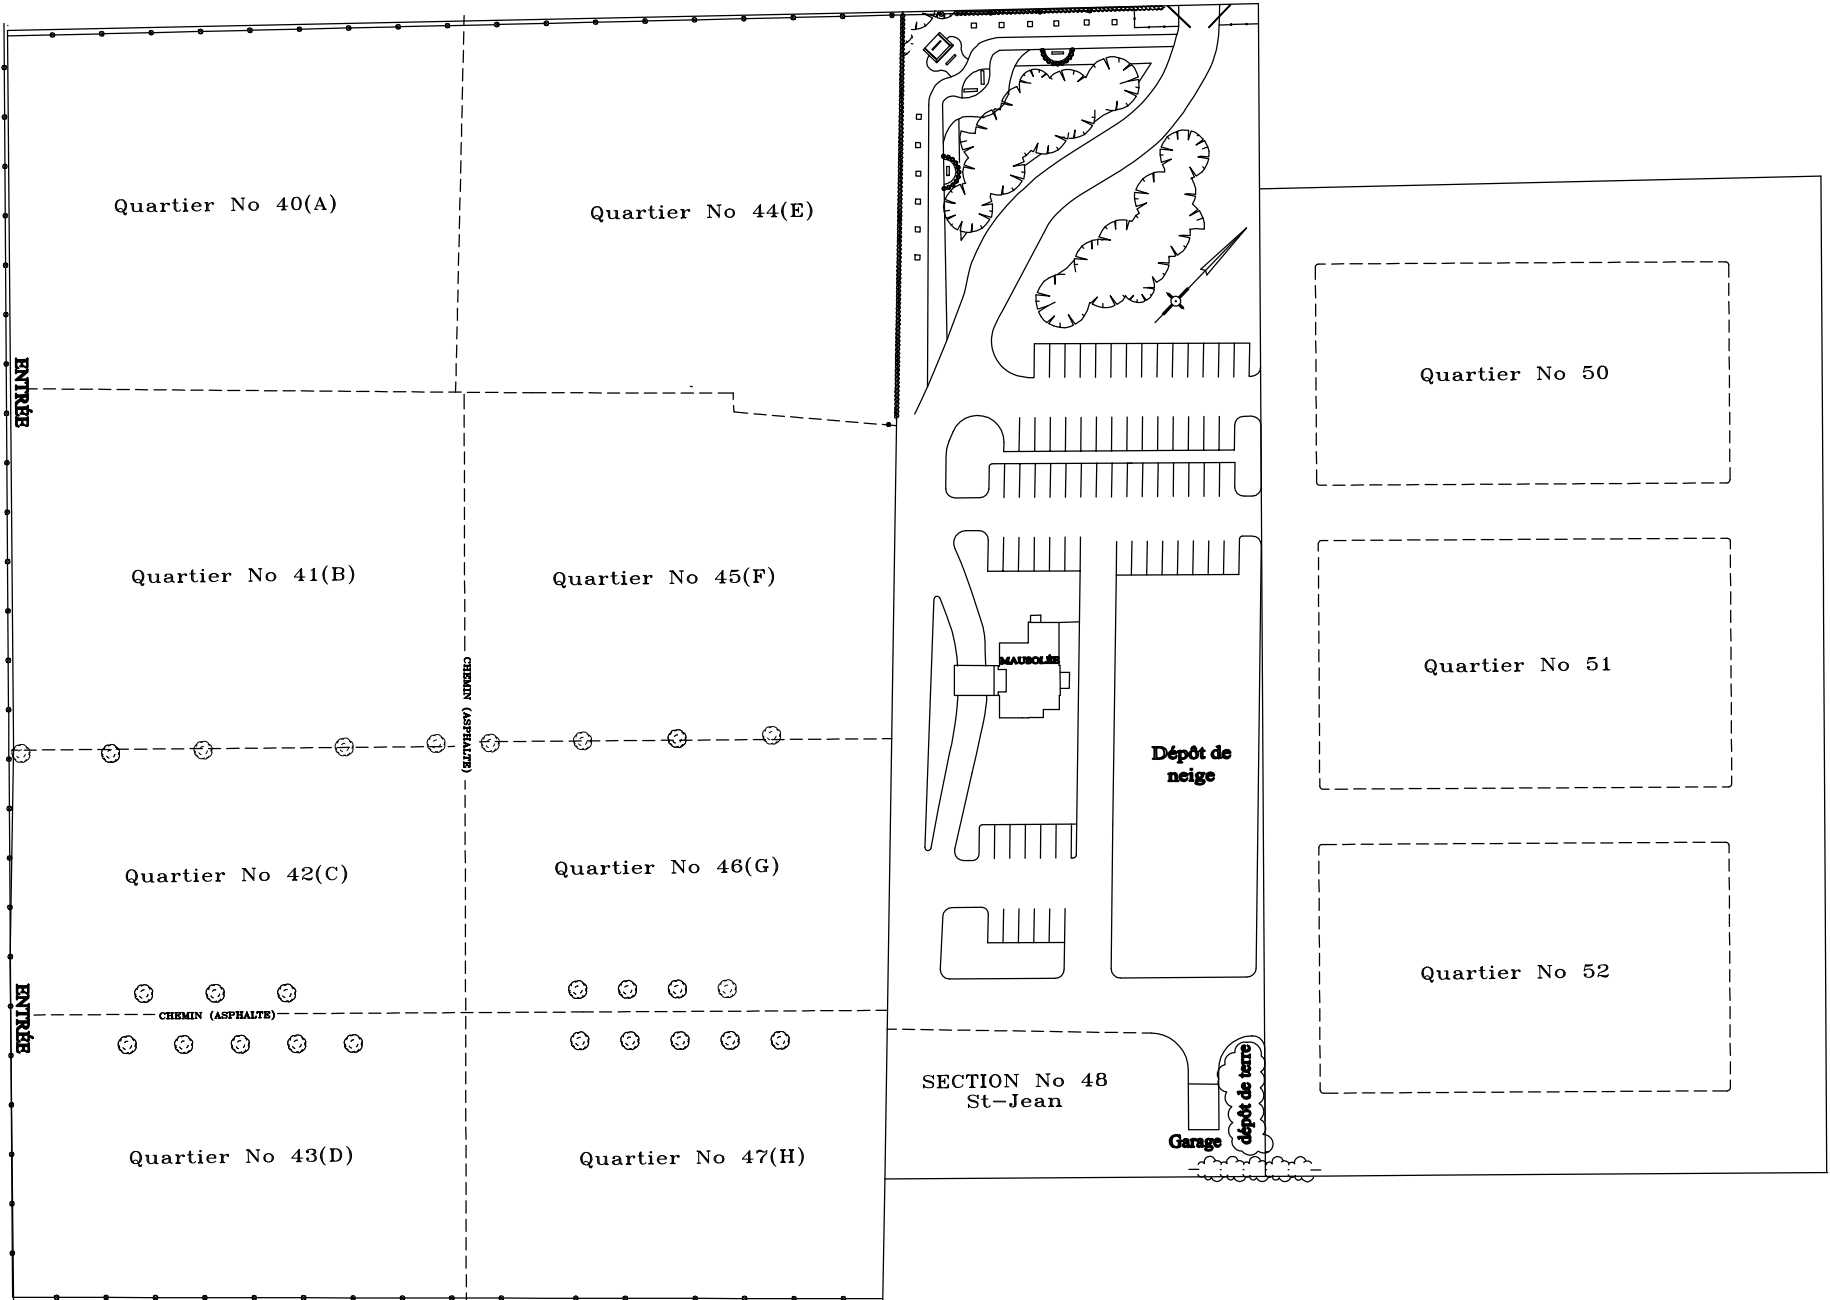 Quartier No 40(A)
Quartier No 44(E)
ENTRÉE
Quartier No 50
Quartier No 41(B)
Quartier No 45(F)
CHEMIN (ASPHALTE)
MAUSOLÉE
Quartier No 51
Dépôt de
neige
Quartier No 42(C)
Quartier No 46(G)
Quartier No 52
ENTRÉE
CHEMIN (ASPHALTE)
SECTION No 48
St-Jean
Garage
dépôt de terre
Quartier No 43(D)
Quartier No 47(H)